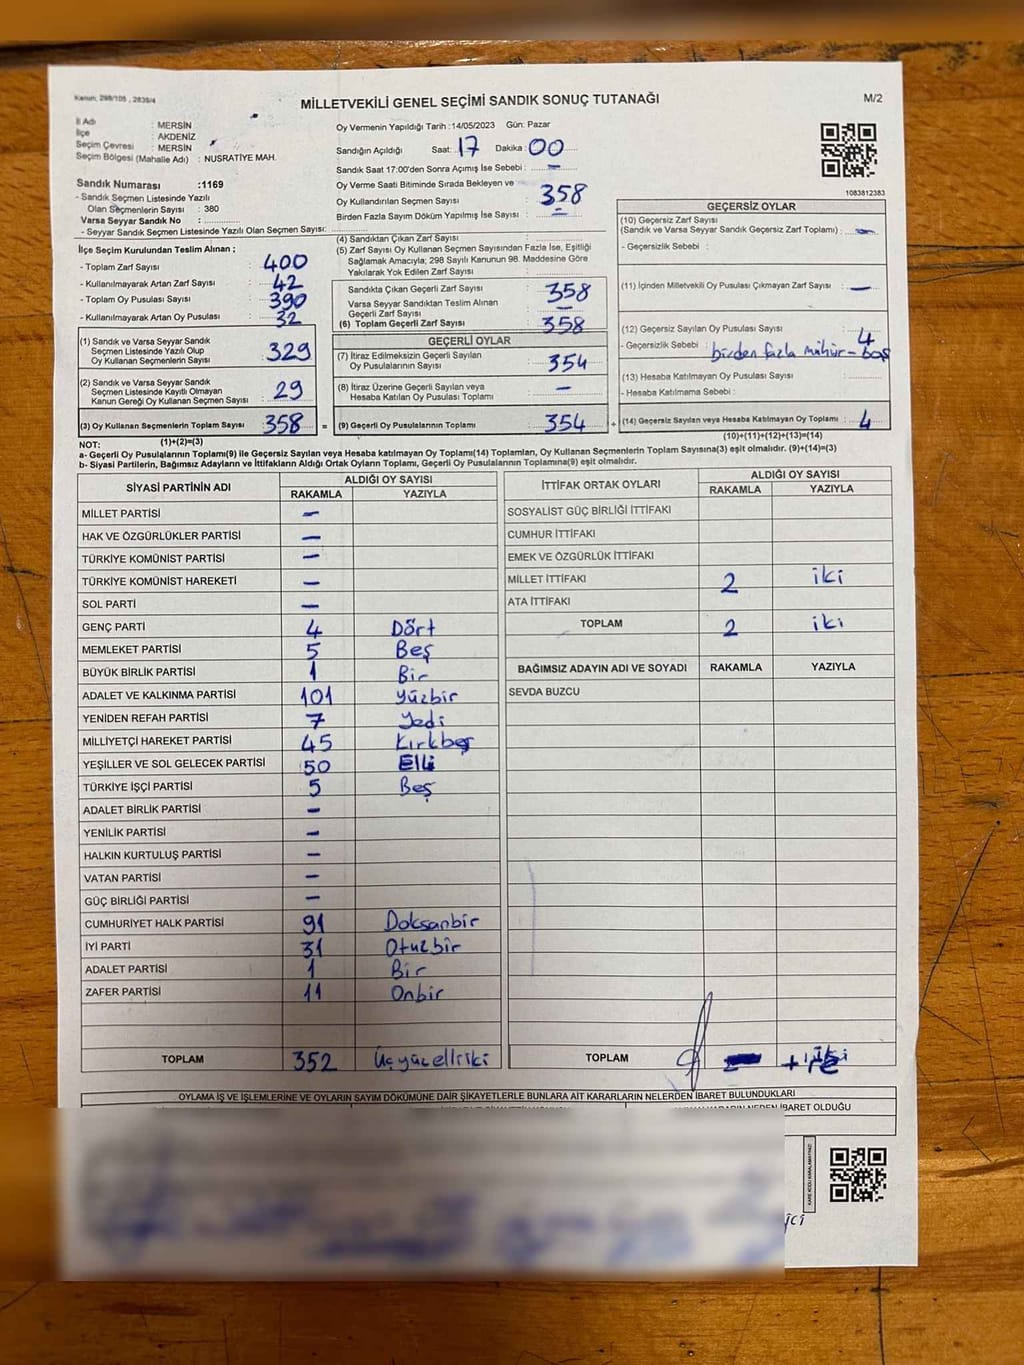 Kanun; 298/105 , 2839/4
MİLLETVEKİLİ GENEL SEÇİMİ SANDIK SONUÇ TUTANAĞI
M/2
İl Adı : MERSİN
İlçe : AKDENİZ
Seçim Çevresi : MERSİN
Seçim Bölgesi (Mahalle Adı) : NUSRATİYE MAH.
Sandık Numarası :1169
- Sandık Seçmen Listesinde Yazılı
Olan Seçmenlerin Sayısı : 380
Varsa Seyyar Sandık No :
- Seyyar Sandık Seçmen Listesinde Yazılı Olan Seçmen Sayısı:
Oy Vermenin Yapıldığı Tarih :14/05/2023 Gün: Pazar
Sandığın Açıldığı Saat: 17 Dakika : 00
Sandık Saat 17:00'den Sonra Açımış İse Sebebi : –
Oy Verme Saati Bitiminde Sırada Bekleyen ve
Oy Kullandırılan Seçmen Sayısı : 358
Birden Fazla Sayım Döküm Yapılmış İse Sayısı : –
1083812383
İlçe Seçim Kurulundan Teslim Alınan ;
- Toplam Zarf Sayısı : 400
- Kullanılmayarak Artan Zarf Sayısı : 42
- Toplam Oy Pusulası Sayısı : 390
- Kullanılmayarak Artan Oy Pusulası : 32
(1) Sandık ve Varsa Seyyar Sandık
Seçmen Listesinde Yazılı Olup
Oy Kullanan Seçmenlerin Sayısı : 329
(2) Sandık ve Varsa Seyyar Sandık
Seçmen Listesinde Kayıtlı Olmayan
Kanun Gereği Oy Kullanan Seçmen Sayısı : 29
(3) Oy Kullanan Seçmenlerin Toplam Sayısı : 358 =
(1)+(2)=(3)
(4) Sandıktan Çıkan Zarf Sayısı :
(5) Zarf Sayısı Oy Kullanan Seçmen Sayısından Fazla İse, Eşitliği
Sağlamak Amacıyla; 298 Sayılı Kanunun 98. Maddesine Göre
Yakılarak Yok Edilen Zarf Sayısı :
Sandıkta Çıkan Geçerli Zarf Sayısı : 358
Varsa Seyyar Sandıktan Teslim Alınan
Geçerli Zarf Sayısı : –
(6) Toplam Geçerli Zarf Sayısı : 358
GEÇERLİ OYLAR
(7) İtiraz Edilmeksizin Geçerli Sayılan
Oy Pusulasının Sayısı : 354
(8) İtiraz Üzerine Geçerli Sayılan veya
Hesaba Katılan Oy Pusulası Toplamı : –
(9) Geçerli Oy Pusulalarının Toplamı : 354 +
GEÇERSİZ OYLAR
(10) Geçersiz Zarf Sayısı
(Sandık ve Varsa Seyyar Sandık Geçersiz Zarf Toplamı) : –
- Geçersizlik Sebebi :
(11) İçinden Milletvekili Oy Pusulası Çıkmayan Zarf Sayısı : –
(12) Geçersiz Sayılan Oy Pusulası Sayısı : 4
- Geçersizlik Sebebi : birden fazla mühür-boş
(13) Hesaba Katılmayan Oy Pusulası Sayısı :
- Hesaba Katılmama Sebebi :
(14) Geçersiz Sayılan veya Hesaba Katılmayan Oy Toplamı : 4
(10)+(11)+(12)+(13)=(14)
NOT:
a- Geçerli Oy Pusulalarının Toplamı(9) ile Geçersiz Sayılan veya Hesaba katılmayan Oy Toplamı(14) Toplamları, Oy Kullanan Seçmenlerin Toplam Sayısına(3) eşit olmalıdır. (9)+(14)=(3)
b- Siyasi Partilerin, Bağımsız Adayların ve İttifakların Aldığı Ortak Oyların Toplamı, Geçerli Oy Pusulalarının Toplamına(9) eşit olmalıdır.
SİYASİ PARTİNİN ADI ALDIĞI OY SAYISI
RAKAMLA YAZIYLA
MİLLET PARTİSİ –
HAK VE ÖZGÜRLÜKLER PARTİSİ –
TÜRKİYE KOMÜNİST PARTİSİ –
TÜRKİYE KOMÜNİST HAREKETİ –
SOL PARTİ –
GENÇ PARTİ 4 Dört
MEMLEKET PARTİSİ 5 Beş
BÜYÜK BİRLİK PARTİSİ 1 Bir
ADALET VE KALKINMA PARTİSİ 101 Yüzbir
YENİDEN REFAH PARTİSİ 7 Yedi
MİLLİYETÇİ HAREKET PARTİSİ 45 Kırkbeş
YEŞİLLER VE SOL GELECEK PARTİSİ 50 Elli
TÜRKİYE İŞÇİ PARTİSİ 5 Beş
ADALET BİRLİK PARTİSİ –
YENİLİK PARTİSİ –
HALKIN KURTULUŞ PARTİSİ –
VATAN PARTİSİ –
GÜÇ BİRLİĞİ PARTİSİ –
CUMHURİYET HALK PARTİSİ 91 Doksanbir
İYİ PARTİ 31 Otuzbir
ADALET PARTİSİ 1 Bir
ZAFER PARTİSİ 11 Onbir
TOPLAM 352 Üçyüzelliiki
İTTİFAK ORTAK OYLARI ALDIĞI OY SAYISI
RAKAMLA YAZIYLA
SOSYALİST GÜÇ BİRLİĞİ İTTİFAKI
CUMHUR İTTİFAKI
EMEK VE ÖZGÜRLÜK İTTİFAKI
MİLLET İTTİFAKI 2 iki
ATA İTTİFAKI
TOPLAM 2 iki
BAĞIMSIZ ADAYIN ADI VE SOYADI RAKAMLA YAZIYLA
SEVDA BUZCU
TOPLAM
OYLAMA İŞ VE İŞLEMLERİNE VE OYLARIN SAYIM DÖKÜMÜNE DAİR ŞİKAYETLERLE BUNLARA AİT KARARLARIN NELERDEN İBARET BULUNDUKLARI
İBARET OLDUĞU